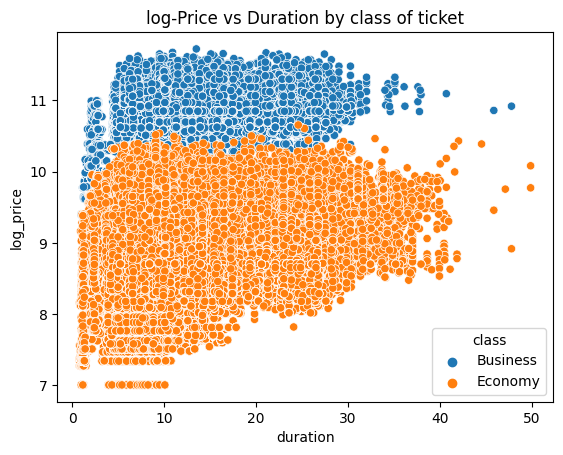 log-Price vs Duration by class of ticket
log_price
11
10
9
8
7
0 10 20 30 40 50
duration
class
Business
Economy